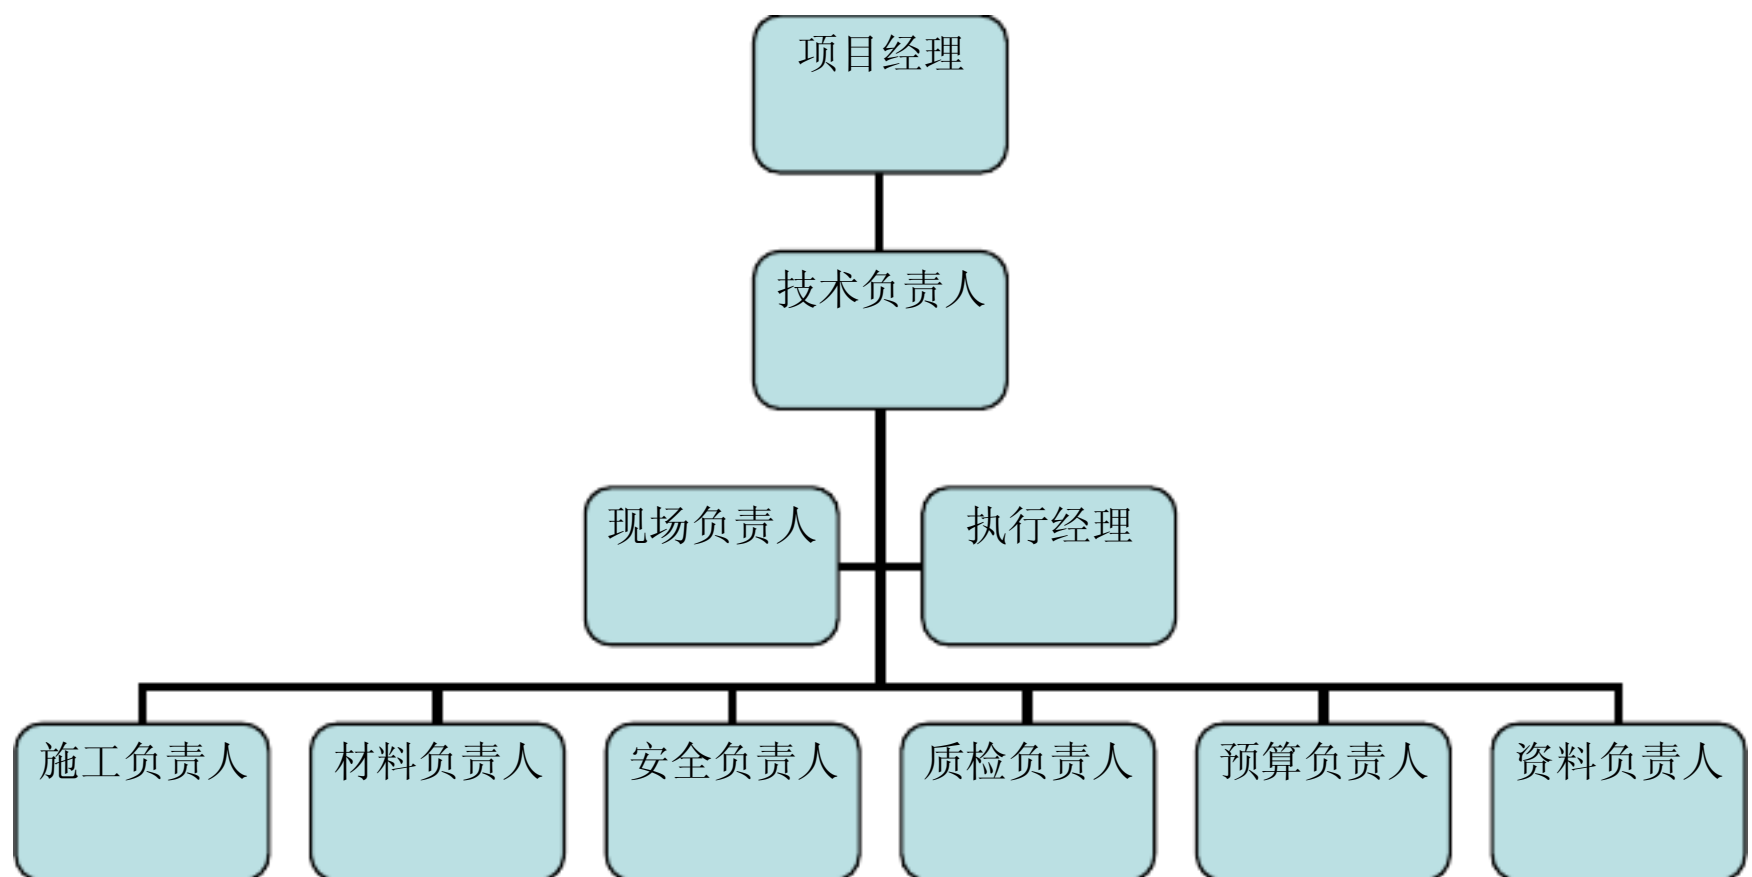 项目经理
技术负责人
现场负责人
执行经理
施工负责人
材料负责人
安全负责人
质检负责人
预算负责人
资料负责人